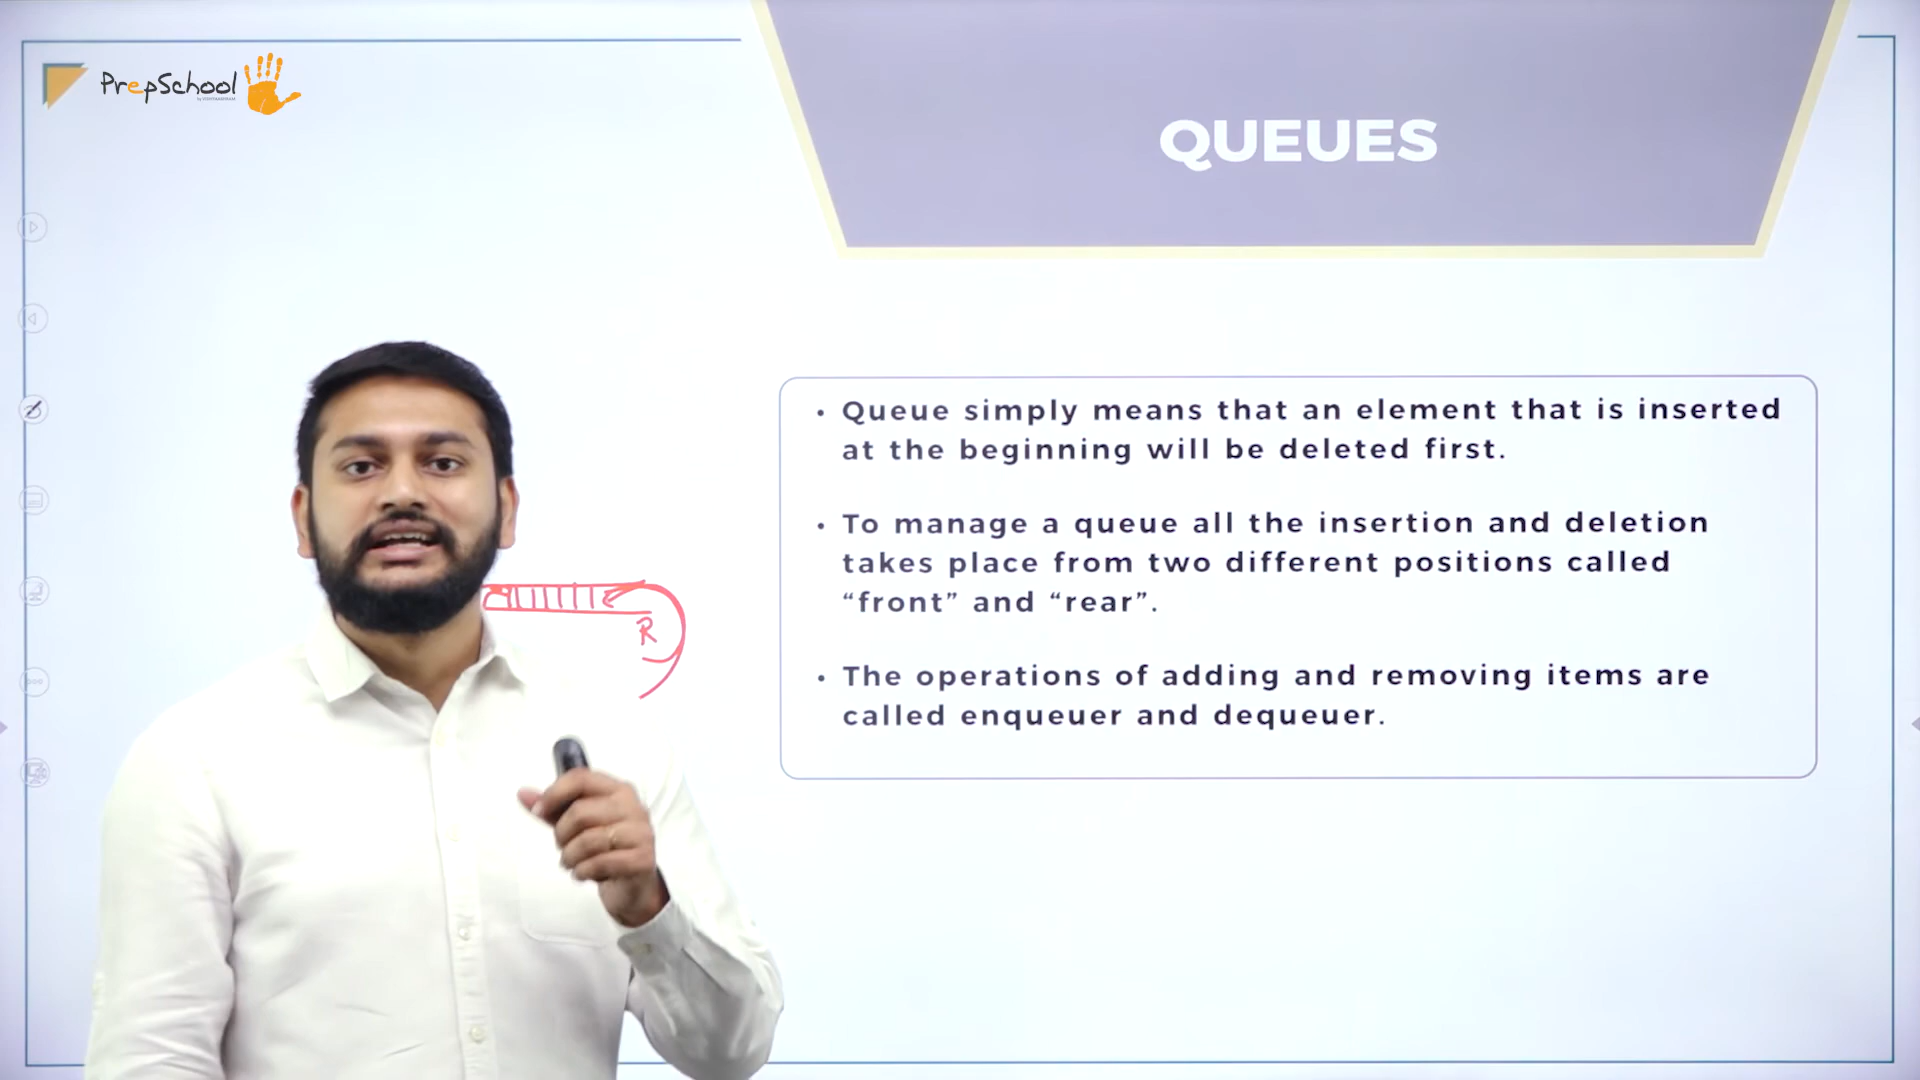 PrepSchool
QUEUES
• Queue simply means that an element that is inserted
at the beginning will be deleted first.
• To manage a queue all the insertion and deletion
takes place from two different positions called
“front” and “rear”.
R
• The operations of adding and removing items are
called enqueuer and dequeuer.